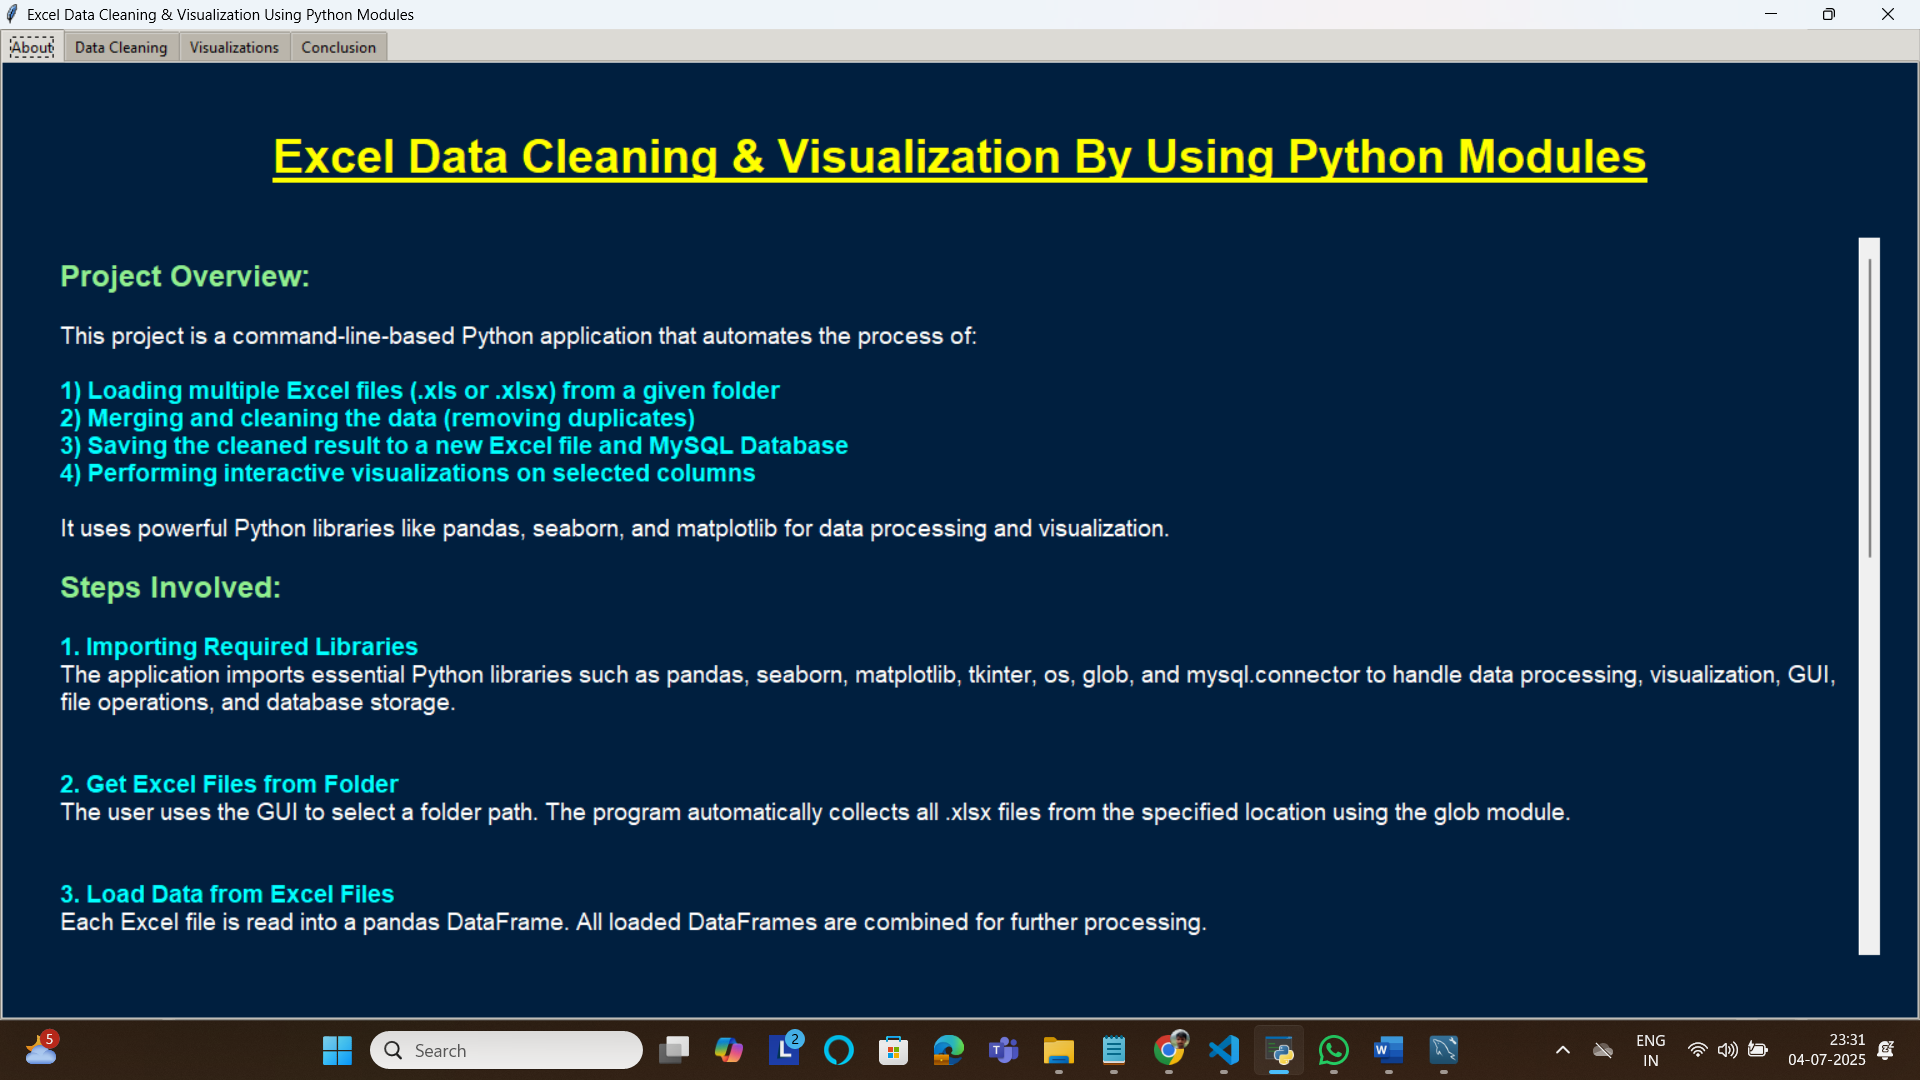 Excel Data Cleaning & Visualization Using Python Modules
About
Data Cleaning
Visualizations
Conclusion
Excel Data Cleaning & Visualization By Using Python Modules
Project Overview:
This project is a command-line-based Python application that automates the process of:
1) Loading multiple Excel files (.xls or .xlsx) from a given folder
2) Merging and cleaning the data (removing duplicates)
3) Saving the cleaned result to a new Excel file and MySQL Database
4) Performing interactive visualizations on selected columns
It uses powerful Python libraries like pandas, seaborn, and matplotlib for data processing and visualization.
Steps Involved:
1. Importing Required Libraries
The application imports essential Python libraries such as pandas, seaborn, matplotlib, tkinter, os, glob, and mysql.connector to handle data processing, visualization, GUI,
file operations, and database storage.
2. Get Excel Files from Folder
The user uses the GUI to select a folder path. The program automatically collects all .xlsx files from the specified location using the glob module.
3. Load Data from Excel Files
Each Excel file is read into a pandas DataFrame. All loaded DataFrames are combined for further processing.
5
Search
L
2
W
ENG
IN
23:31
04-07-2025